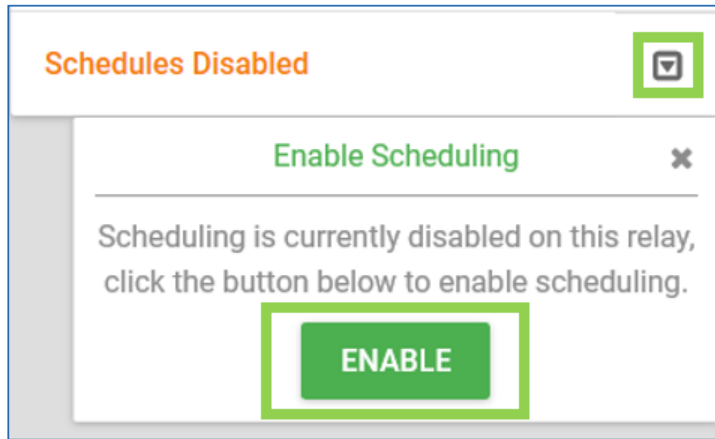 Schedules Disabled
Enable Scheduling
Scheduling is currently disabled on this relay,
click the button below to enable scheduling.
ENABLE